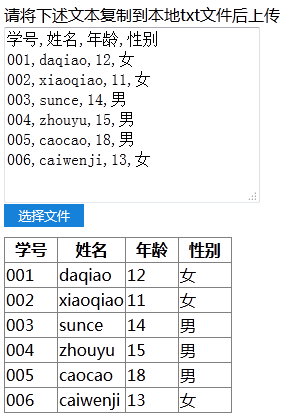 请将下述文本复制到本地txt文件后上传
学号,姓名,年龄,性别
001,daqiao,12,女
002,xiaoqiao,11,女
003,sunce,14,男
004,zhouyu,15,男
005,caocao,18,男
006,caiwenji,13,女
选择文件
学号 姓名 年龄 性别
001 daqiao 12 女
002 xiaoqiao 11 女
003 sunce 14 男
004 zhouyu 15 男
005 caocao 18 男
006 caiwenji 13 女